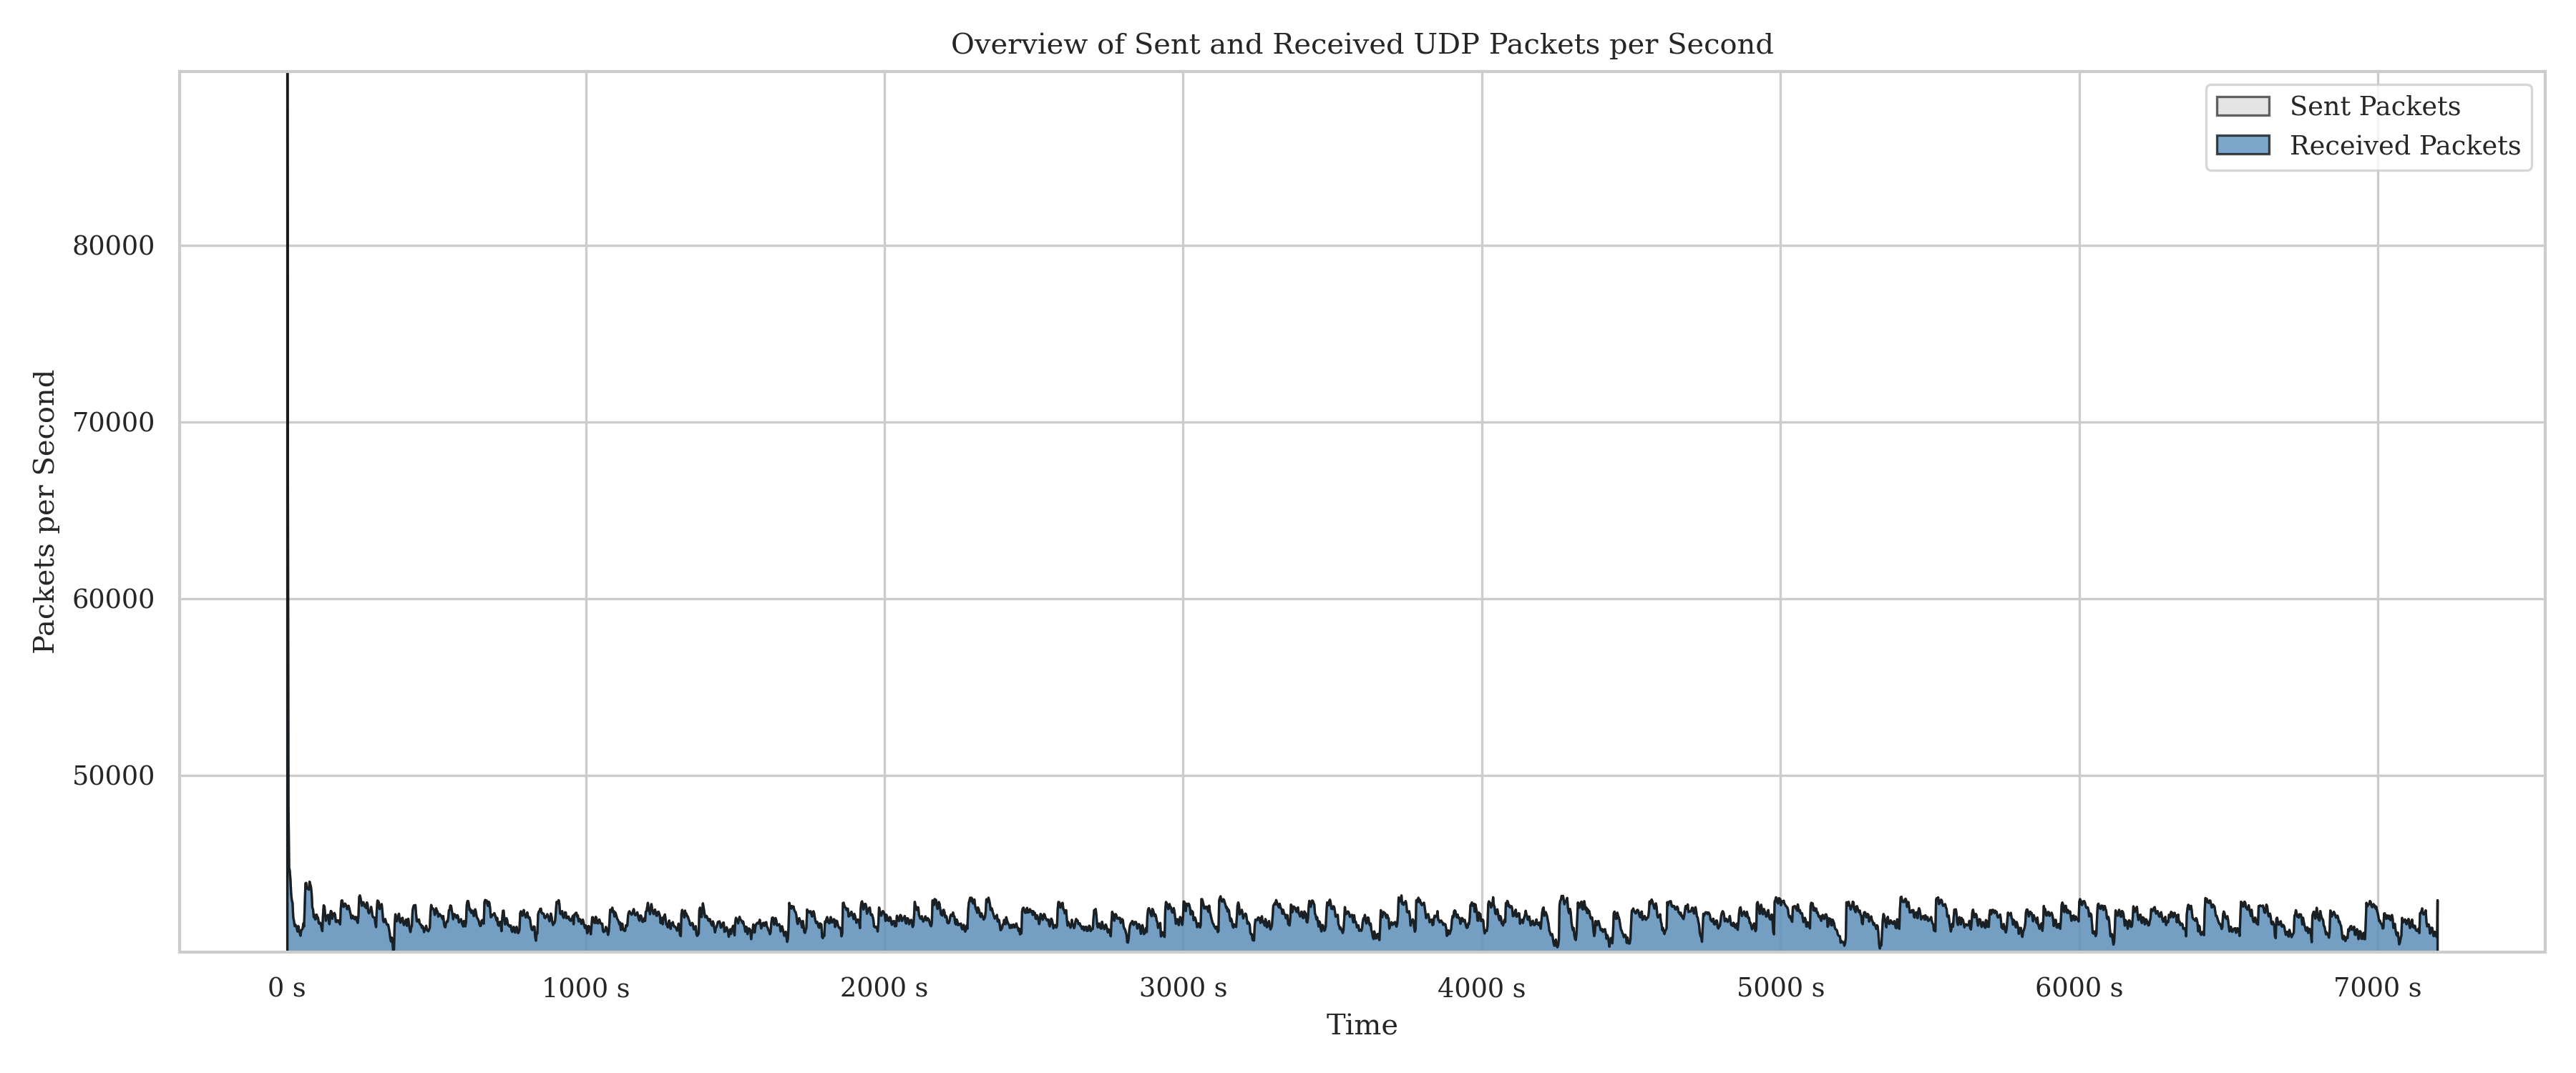 Overview of Sent and Received UDP Packets per Second
Sent Packets
Received Packets
Packets per Second
80000
70000
60000
50000
0 s
1000 s
2000 s
3000 s
4000 s
5000 s
6000 s
7000 s
Time